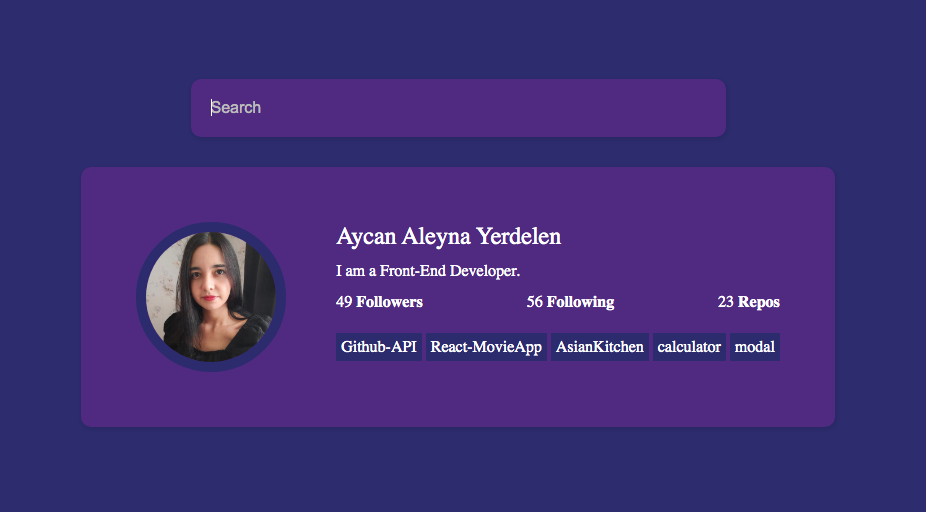 Search
Aycan Aleyna Yerdelen
I am a Front-End Developer.
49 Followers 56 Following 23 Repos
Github-API React-MovieApp AsianKitchen calculator modal